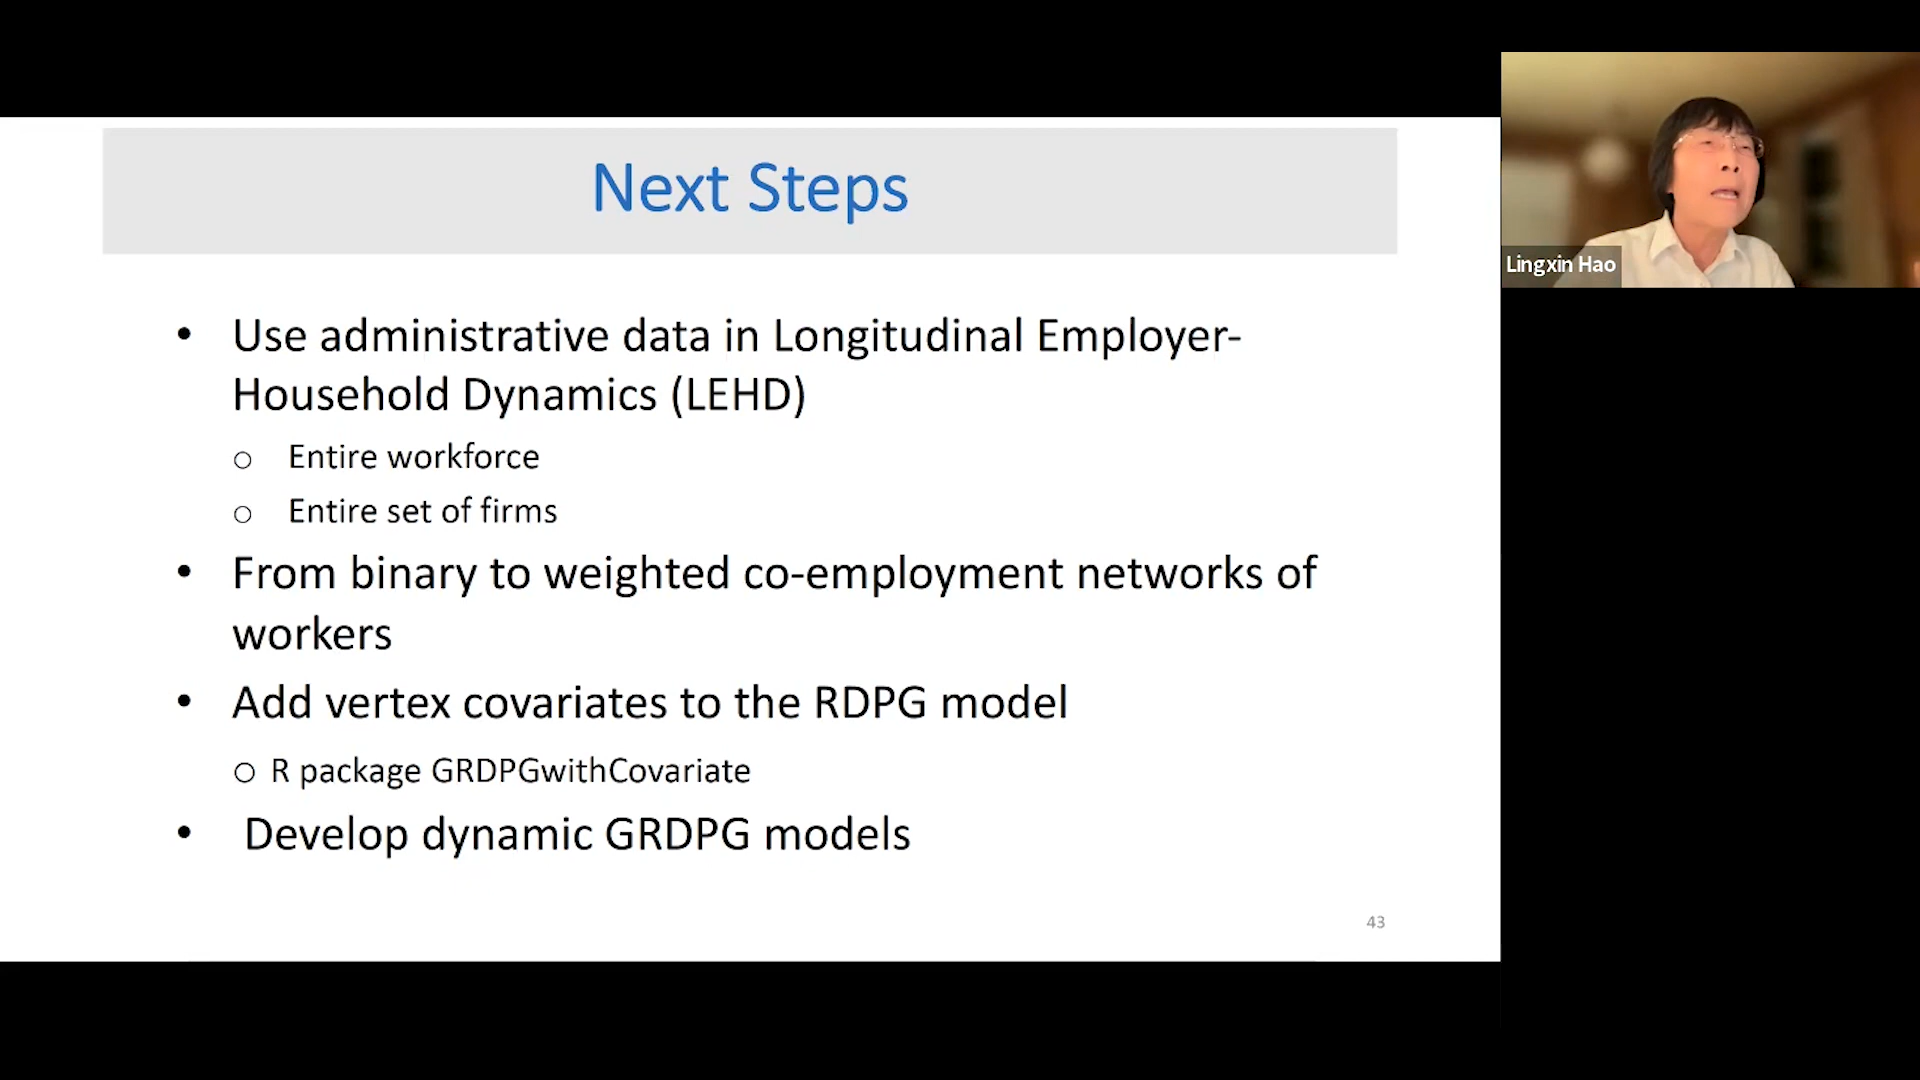 Next Steps
• Use administrative data in Longitudinal Employer-
Household Dynamics (LEHD)
○ Entire workforce
○ Entire set of firms
• From binary to weighted co-employment networks of
workers
• Add vertex covariates to the RDPG model
○ R package GRDPGwithCovariate
• Develop dynamic GRDPG models
43
Lingxin Hao